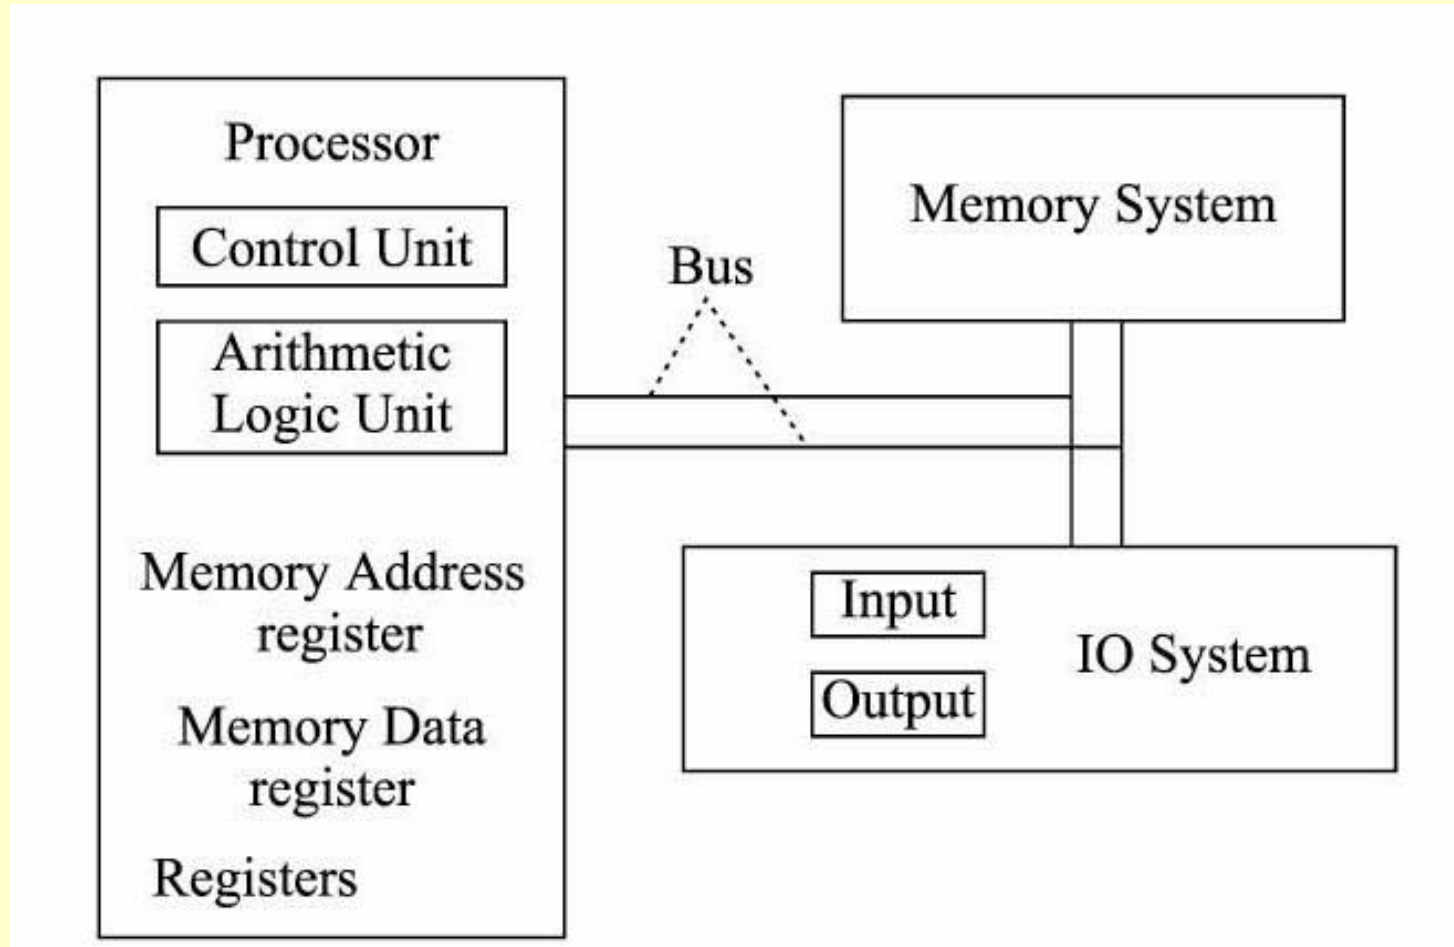 Processor
Control Unit
Arithmetic
Logic Unit
Memory Address
register
Memory Data
register
Registers
Bus
Memory System
Input
Output
IO System